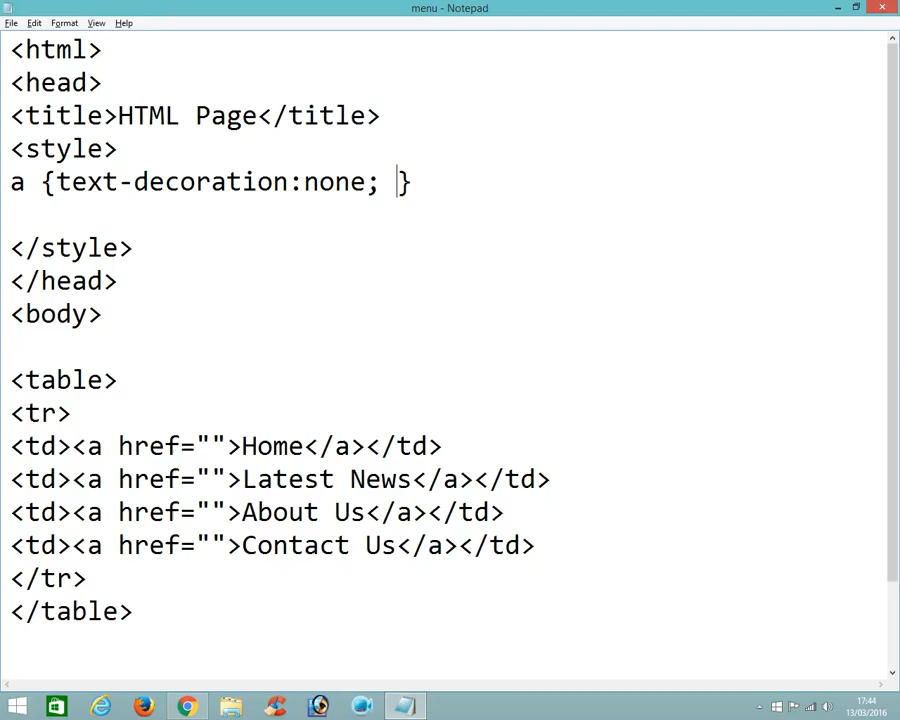 menu - Notepad
File Edit Format View Help
<html>
<head>
<title>HTML Page</title>
<style>
a {text-decoration:none; }
</style>
</head>
<body>
<table>
<tr>
<td><a href="">Home</a></td>
<td><a href="">Latest News</a></td>
<td><a href="">About Us</a></td>
<td><a href="">Contact Us</a></td>
</tr>
</table>
17:44
13/03/2016